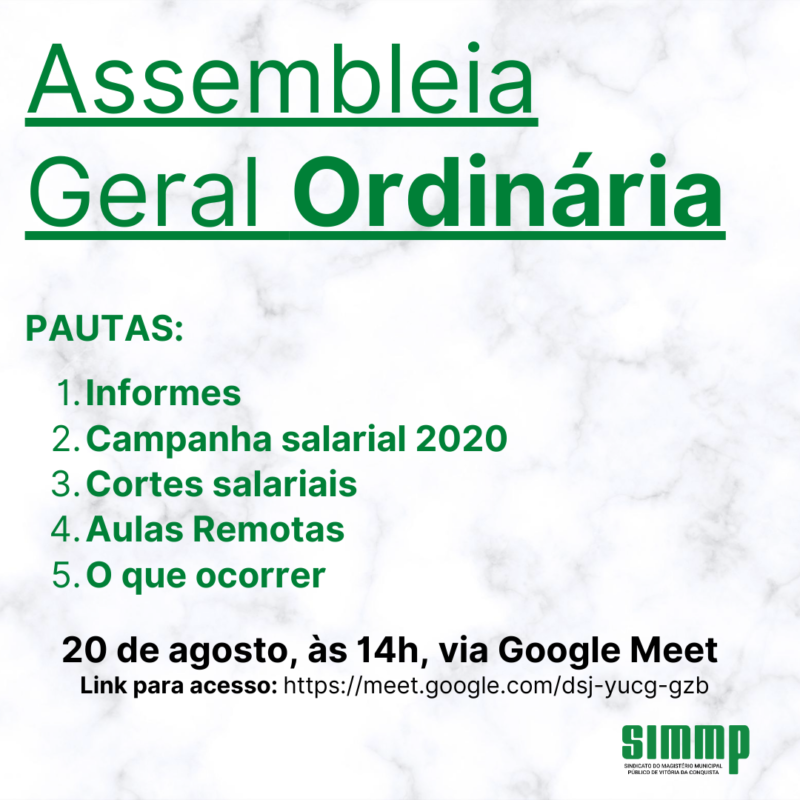 Assembleia
Geral Ordinária
PAUTAS:
1. Informes
2. Campanha salarial 2020
3. Cortes salariais
4. Aulas Remotas
5. O que ocorrer
20 de agosto, às 14h, via Google Meet
Link para acesso: https://meet.google.com/dsj-yucg-gzb
SIMMP
SINDICATO DO MAGISTÉRIO MUNICIPAL
PÚBLICO DE VITÓRIA DA CONQUISTA